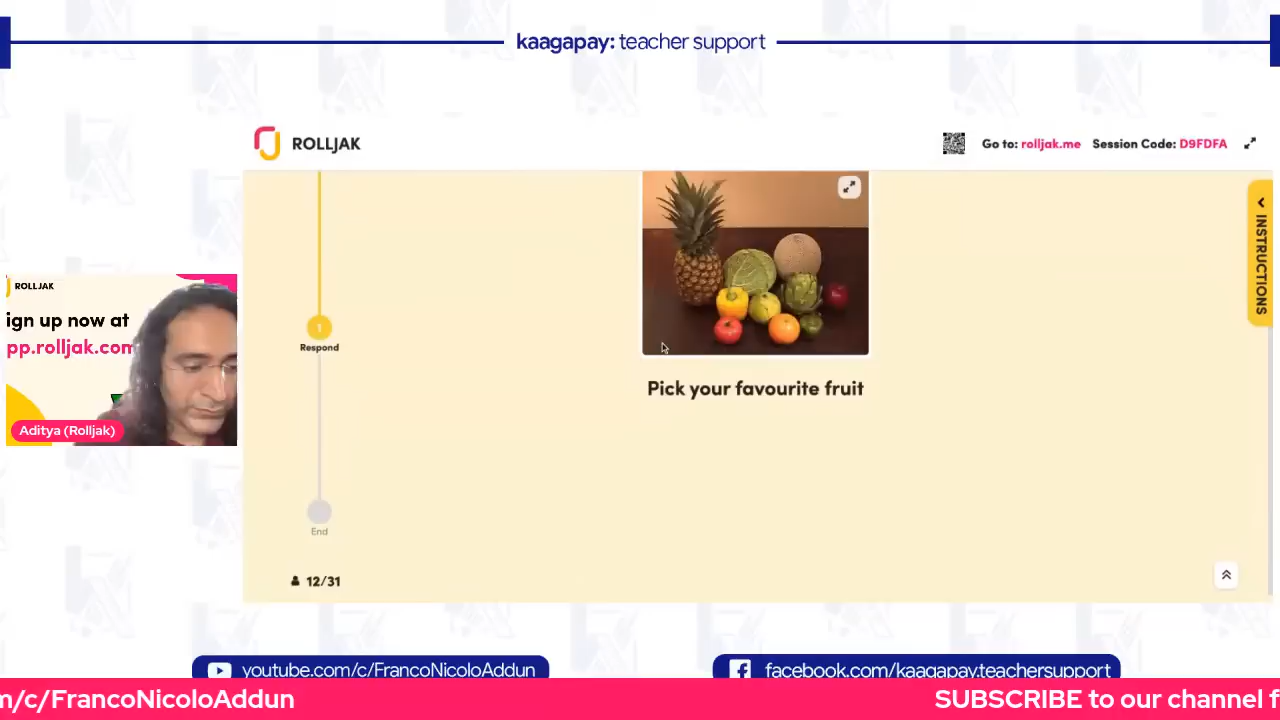 kaagapay: teacher support
ROLLJAK
Go to: rolljak.me Session Code: D9FDFA
INSTRUCTIONS
1
Respond
Pick your favourite fruit
End
12/31
ROLLJAK
ign up now at
pp.rolljak.com
Aditya (Rolljak)
youtube.com/c/FrancoNicoloAddun
facebook.com/kaagapay.teachersupport
m/c/FrancoNicoloAddun
SUBSCRIBE to our channel f